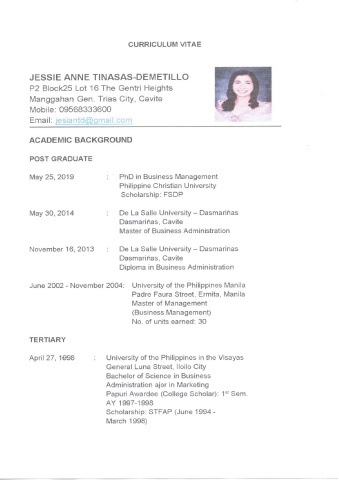 CURRICULUM VITAE
JESSIE ANNE TINASAS-DEMETILLO
P2 Block25 Lot 16 The Gentri Heights
Manggahan Gen. Trias City, Cavite
Mobile: 09568333600
Email: jesiantd@gmail.com
ACADEMIC BACKGROUND
POST GRADUATE
May 25, 2019 : PhD in Business Management
Philippine Christian University
Scholarship: FSDP
May 30, 2014 : De La Salle University – Dasmariñas
Dasmariñas, Cavite
Master of Business Administration
November 16, 2013 : De La Salle University – Dasmariñas
Dasmariñas, Cavite
Diploma in Business Administration
June 2002 - November 2004: University of the Philippines Manila
Padre Faura Street, Ermita, Manila
Master of Management
(Business Management)
No. of units earned: 30
TERTIARY
April 27, 1998 : University of the Philippines in the Visayas
General Luna Street, Iloilo City
Bachelor of Science in Business
Administration ajor in Marketing
Papuri Awardee (College Scholar): 1st Sem.
AY 1997-1998
Scholarship: STFAP (June 1994 -
March 1998)